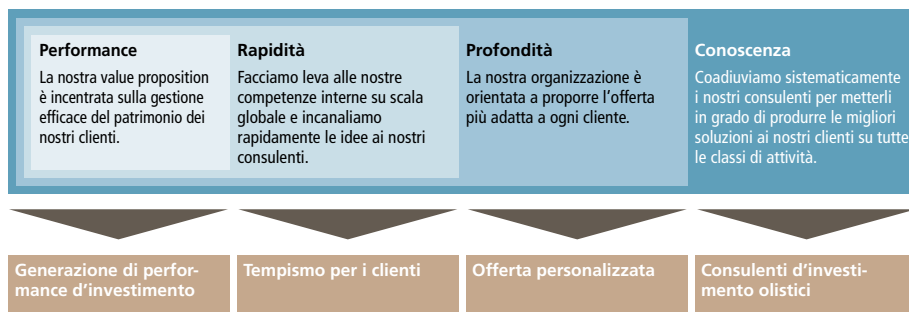 Performance
La nostra value proposition
è incentrata sulla gestione
efficace del patrimonio dei
nostri clienti.
Rapidità
Facciamo leva alle nostre
competenze interne su scala
globale e incanaliamo
rapidamente le idee ai nostri
consulenti.
Profondità
La nostra organizzazione è
orientata a proporre l'offerta
più adatta a ogni cliente.
Conoscenza
Coadiuviamo sistematicamente
i nostri consulenti per metterli
in grado di produrre le migliori
soluzioni ai nostri clienti su tutte
le classi di attività.
Generazione di perfor-
mance d'investimento
Tempismo per i clienti
Offerta personalizzata
Consulenti d'investi-
mento olistici